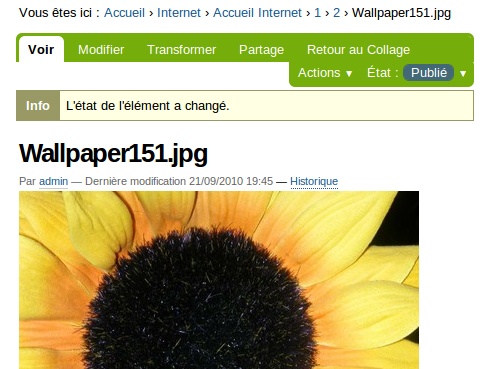 Vous êtes ici : Accueil › Internet › Accueil Internet › 1 › 2 › Wallpaper151.jpg
Voir Modifier Transformer Partage Retour au Collage
Actions ▼ État : Publié ▼
Info L'état de l'élément a changé.
Wallpaper151.jpg
Par admin — Dernière modification 21/09/2010 19:45 — Historique